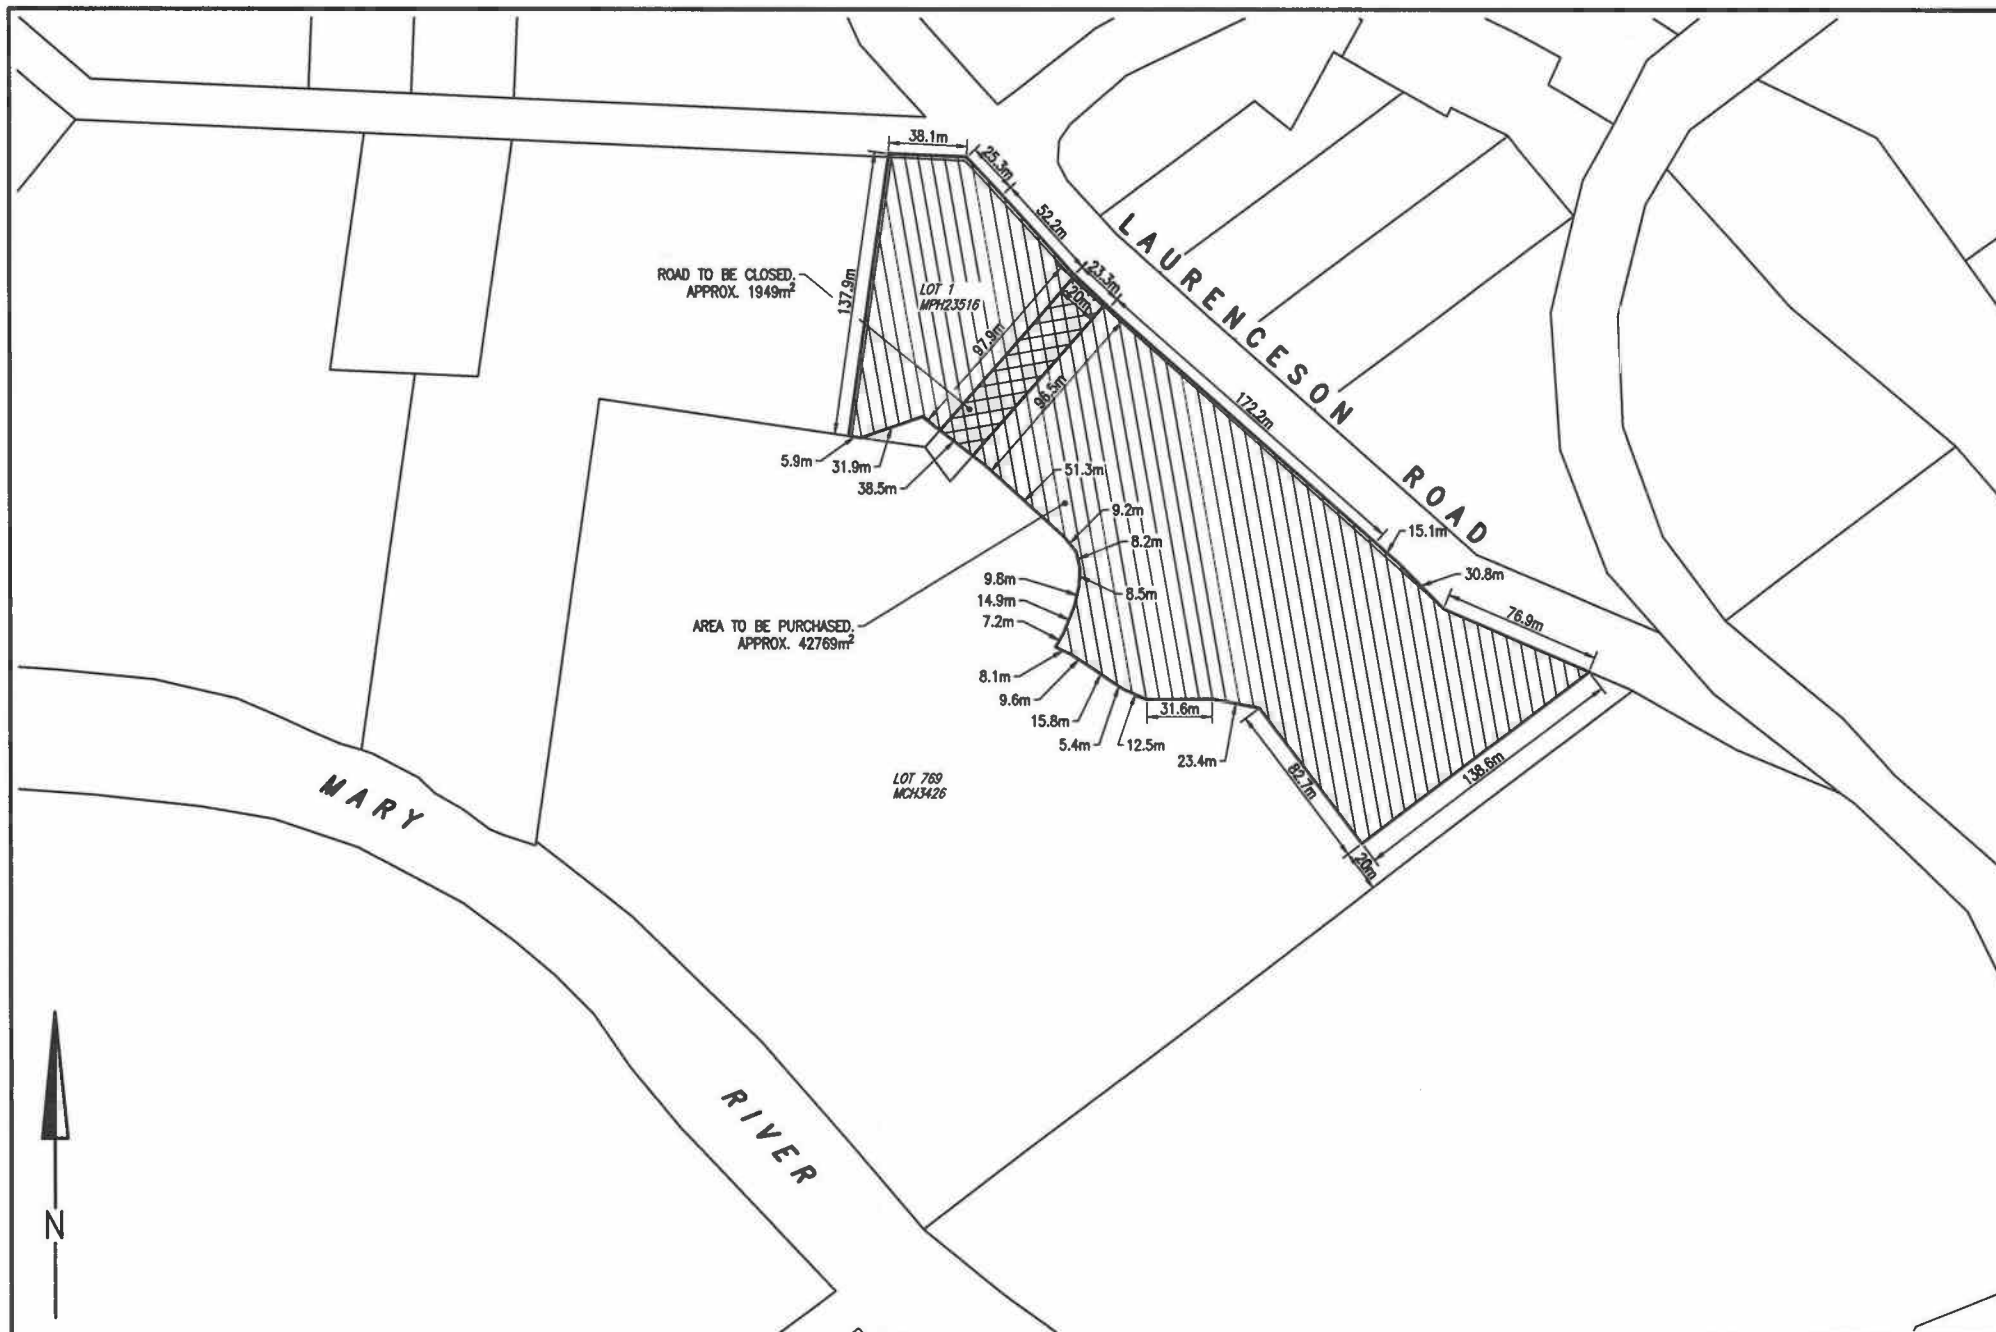 38.1m
25.3m
52.2m
23.3m
20m
LAURENCESON ROAD
ROAD TO BE CLOSED.
APPROX. 1949m²
137.9m
LOT 1
MPH23516
97.9m
96.5m
172.2m
5.9m
31.9m
38.5m
51.3m
9.2m
8.2m
8.5m
15.1m
30.8m
76.9m
9.8m
14.9m
7.2m
AREA TO BE PURCHASED.
APPROX. 42769m²
8.1m
9.6m
15.8m
5.4m
12.5m
31.6m
23.4m
82.7m
138.6m
20m
LOT 769
MCH3426
MARY
RIVER
N